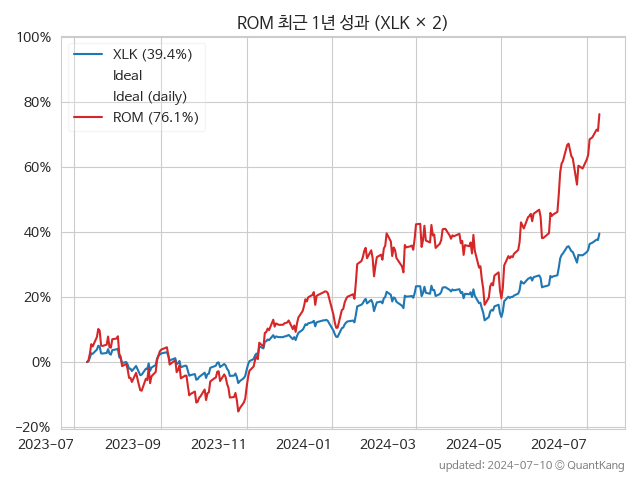 ROM 최근 1년 성과 (XLK × 2)
100%
80%
60%
40%
20%
0%
−20%
XLK (39.4%)
Ideal
Ideal (daily)
ROM (76.1%)
2023-07
2023-09
2023-11
2024-01
2024-03
2024-05
2024-07
updated: 2024-07-10 © QuantKang